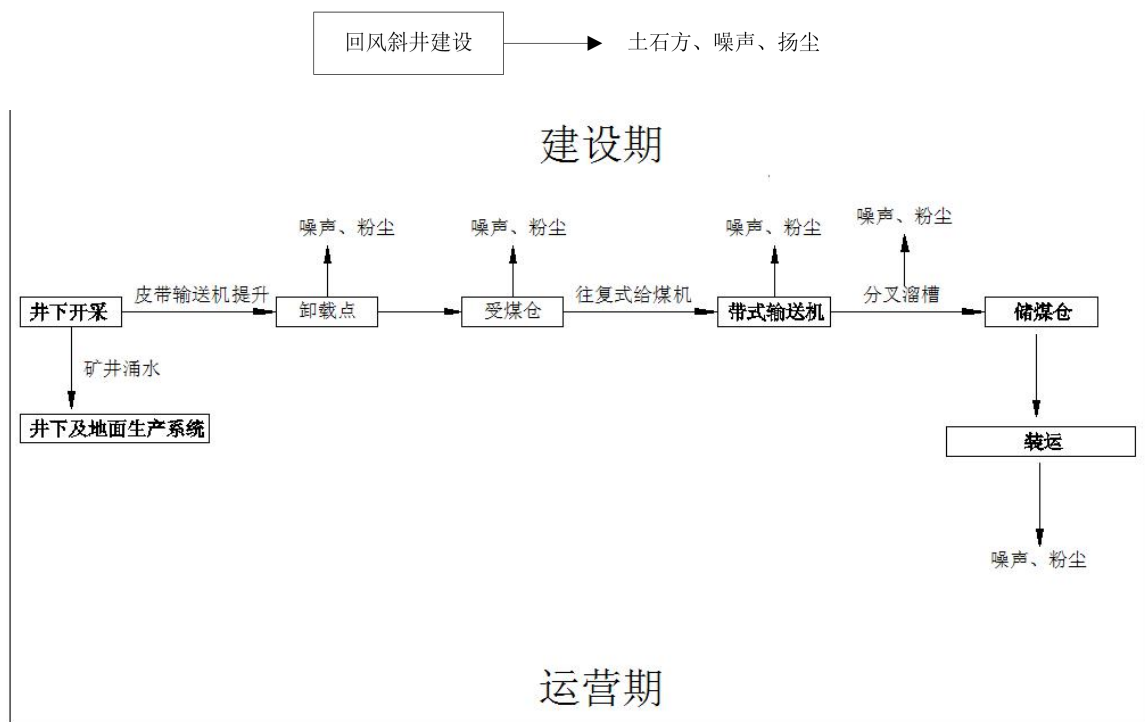 回风斜井建设
土石方、噪声、扬尘
建设期
噪声、粉尘
噪声、粉尘
噪声、粉尘
噪声、粉尘
井下开采
皮带输送机提升
卸载点
受煤仓
往复式给煤机
带式输送机
分叉溜槽
储煤仓
矿井涌水
井下及地面生产系统
装运
噪声、粉尘
运营期